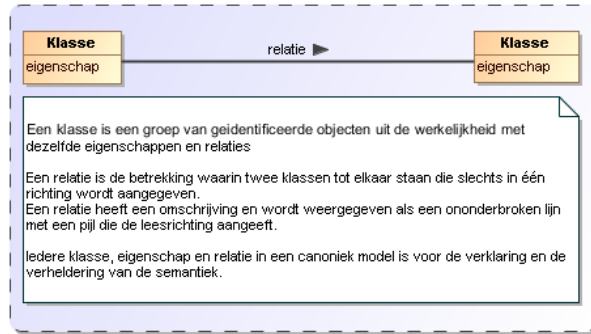 Klasse
eigenschap
relatie
Klasse
eigenschap
Een klasse is een groep van geidentificeerde objecten uit de werkelijkheid met
dezelfde eigenschappen en relaties
Een relatie is de betrekking waarin twee klassen tot elkaar staan die slechts in één
richting wordt aangegeven.
Een relatie heeft een omschrijving en wordt weergegeven als een ononderbroken lijn
met een pijl die de leesrichting aangeeft.
Iedere klasse, eigenschap en relatie in een canoniek model is voor de verklaring en de
verheldering van de semantiek.